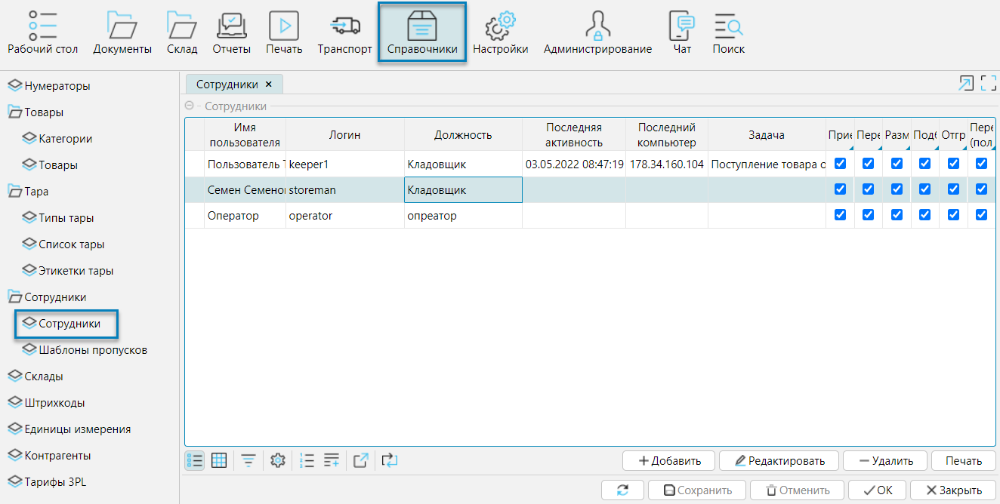 Рабочий стол Документы Склад Отчеты Печать Транспорт Справочники Настройки Администрирование Чат Поиск
Нумераторы
Товары
Категории
Товары
Тара
Типы тары
Список тары
Этикетки тары
Сотрудники
Сотрудники
Шаблоны пропусков
Склады
Штрихкоды
Единицы измерения
Контрагенты
Тарифы 3PL
Сотрудники ×
Сотрудники
Имя пользователя Логин Должность Последняя активность Последний компьютер Задача Прие Пере Разм Подб Отгр Пере (пол
Пользователь keeper1 Кладовщик 03.05.2022 08:47:19 178.34.160.104 Поступление товара о
Семен Семено storeman Кладовщик
Оператор operator опреатор
Добавить Редактировать Удалить Печать
Сохранить Отменить OK Закрыть